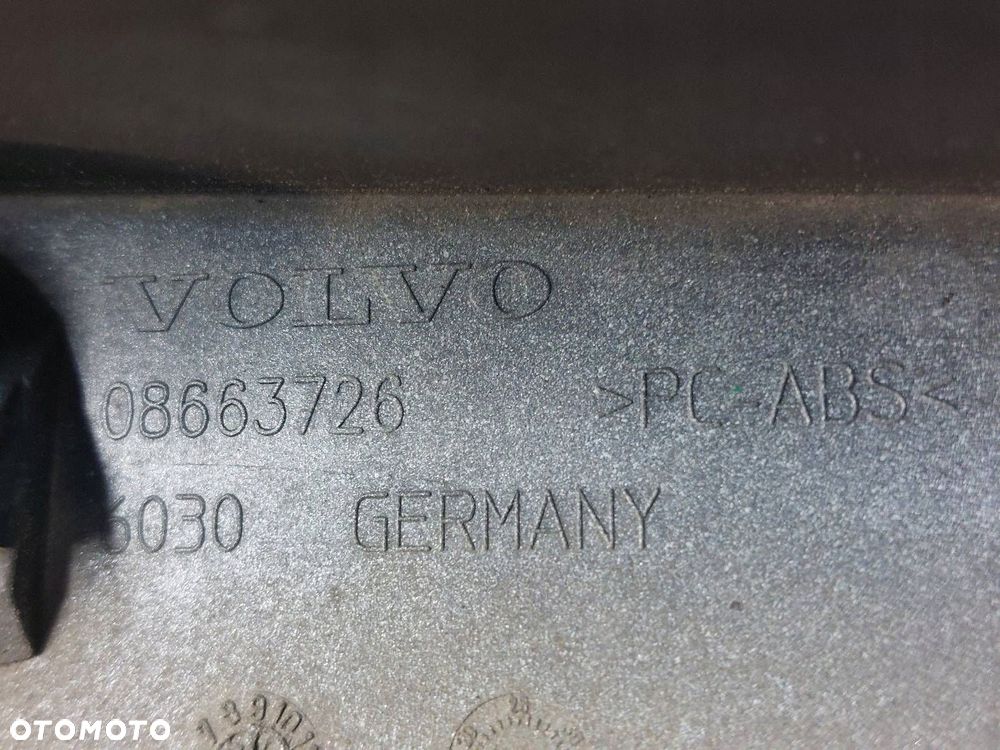 VOLVO
08663726 >PC-ABS<
6030 GERMANY
OTOMOTO